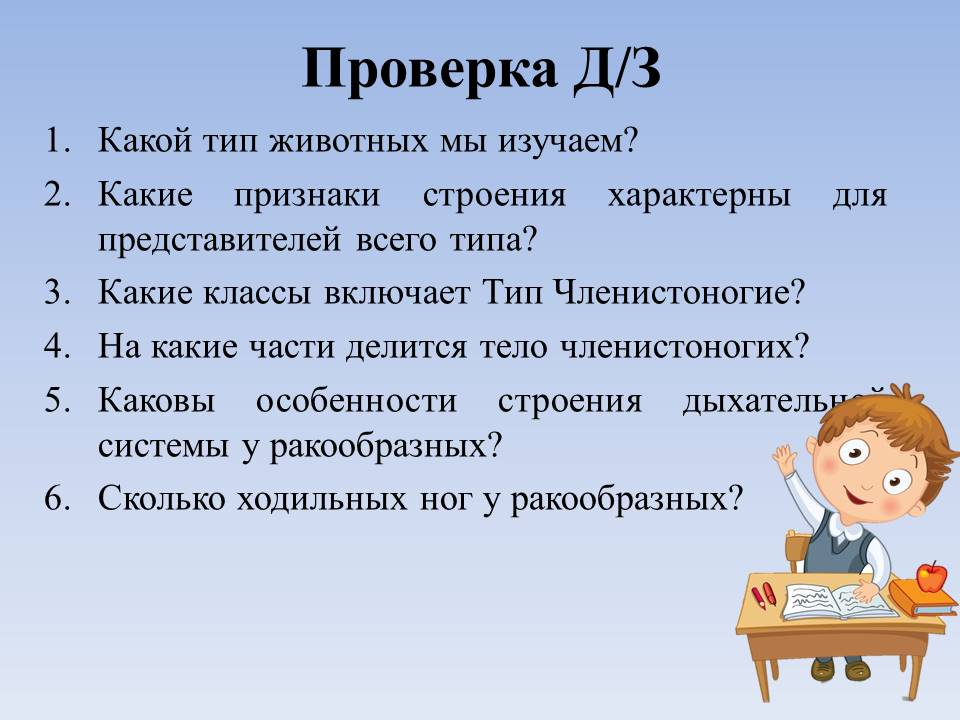 Проверка Д/З
1. Какой тип животных мы изучаем?
2. Какие признаки строения характерны для
представителей всего типа?
3. Какие классы включает Тип Членистоногие?
4. На какие части делится тело членистоногих?
5. Каковы особенности строения дыхательной
системы у ракообразных?
6. Сколько ходильных ног у ракообразных?